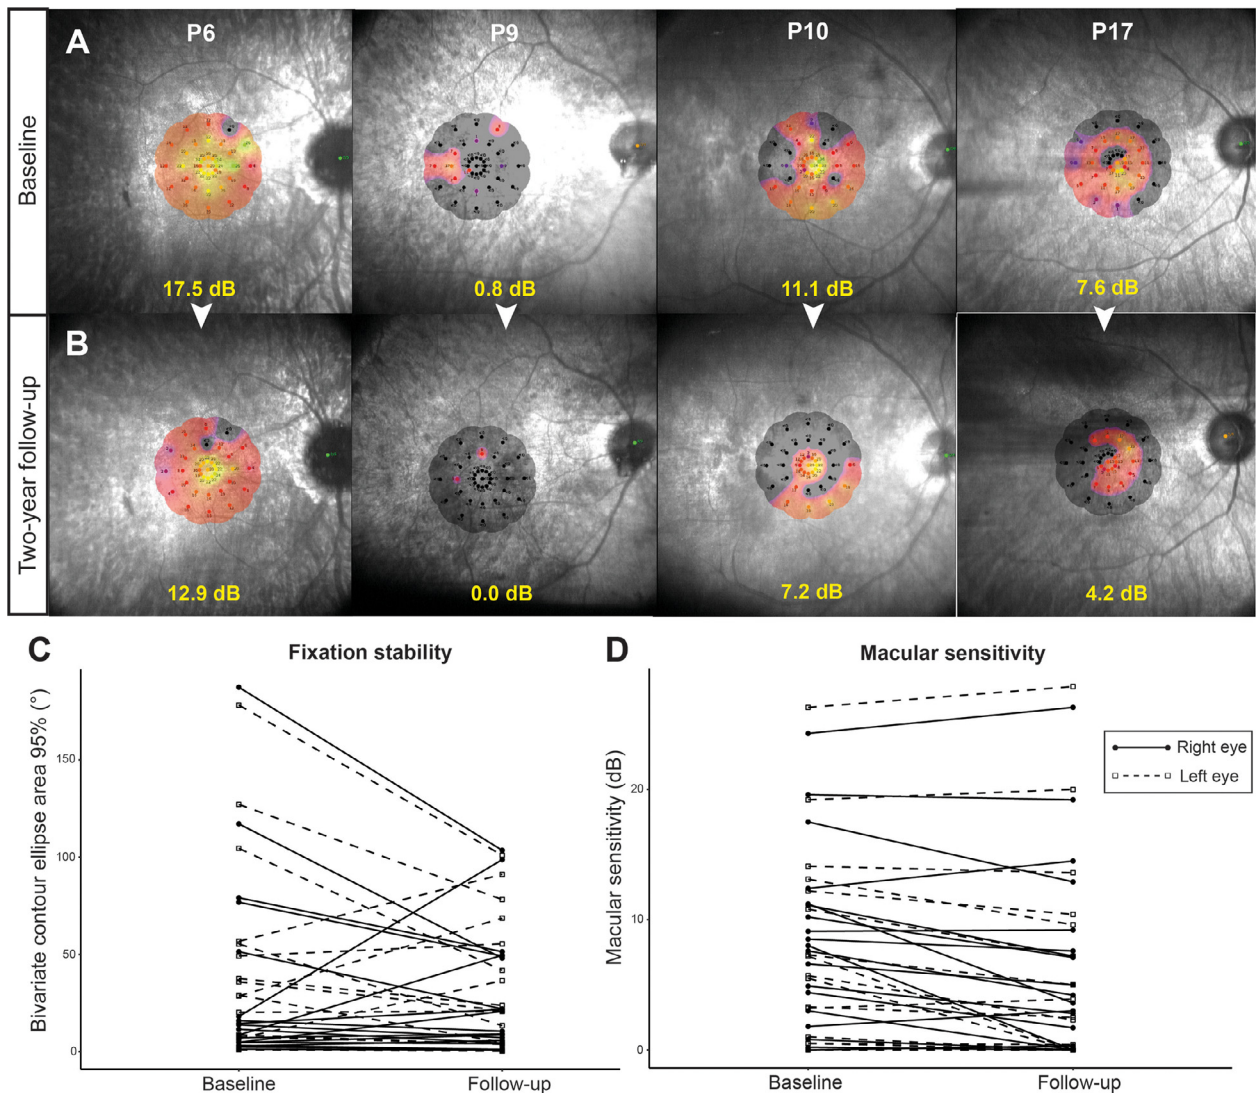 A
P6
P9
P10
P17
Baseline
17.5 dB
0.8 dB
11.1 dB
7.6 dB
B
Two-year follow-up
12.9 dB
0.0 dB
7.2 dB
4.2 dB
C
Fixation stability
Bivariate contour ellipse area 95% (°)
150
100
50
0
Baseline
Follow-up
D
Macular sensitivity
Macular sensitivity (dB)
20
10
0
Baseline
Follow-up
Right eye
Left eye